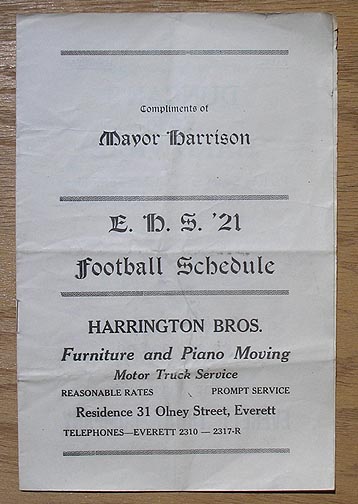 Compliments of
Mayor Harrison
E. H. S. '21
Football Schedule
HARRINGTON BROS.
Furniture and Piano Moving
Motor Truck Service
REASONABLE RATES PROMPT SERVICE
Residence 31 Olney Street, Everett
TELEPHONES—EVERETT 2310 — 2317-R